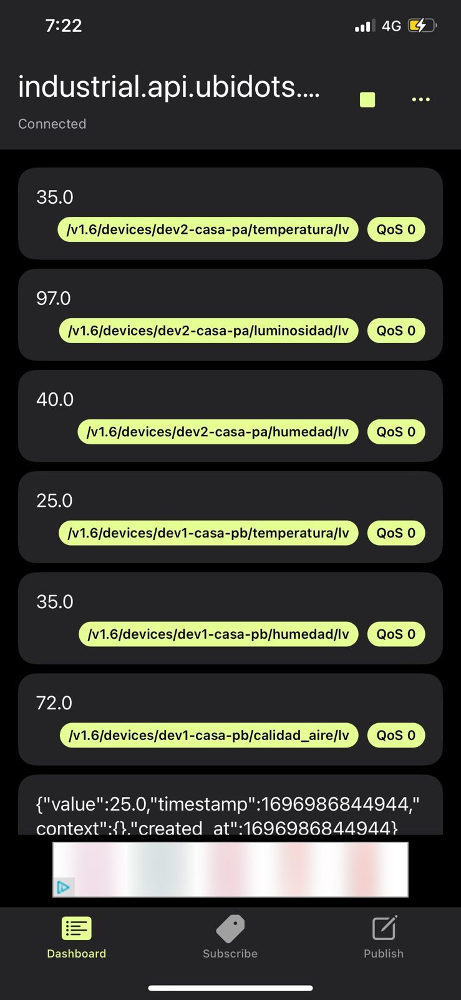 7:22
4G
industrial.api.ubidots....
Connected
35.0
/v1.6/devices/dev2-casa-pa/temperatura/lv QoS 0
97.0
/v1.6/devices/dev2-casa-pa/luminosidad/lv QoS 0
40.0
/v1.6/devices/dev2-casa-pa/humedad/lv QoS 0
25.0
/v1.6/devices/dev1-casa-pb/temperatura/lv QoS 0
35.0
/v1.6/devices/dev1-casa-pb/humedad/lv QoS 0
72.0
/v1.6/devices/dev1-casa-pb/calidad_aire/lv QoS 0
{"value":25.0,"timestamp":1696986844944,"
context":{},"created_at":1696986844944}
Dashboard Subscribe Publish